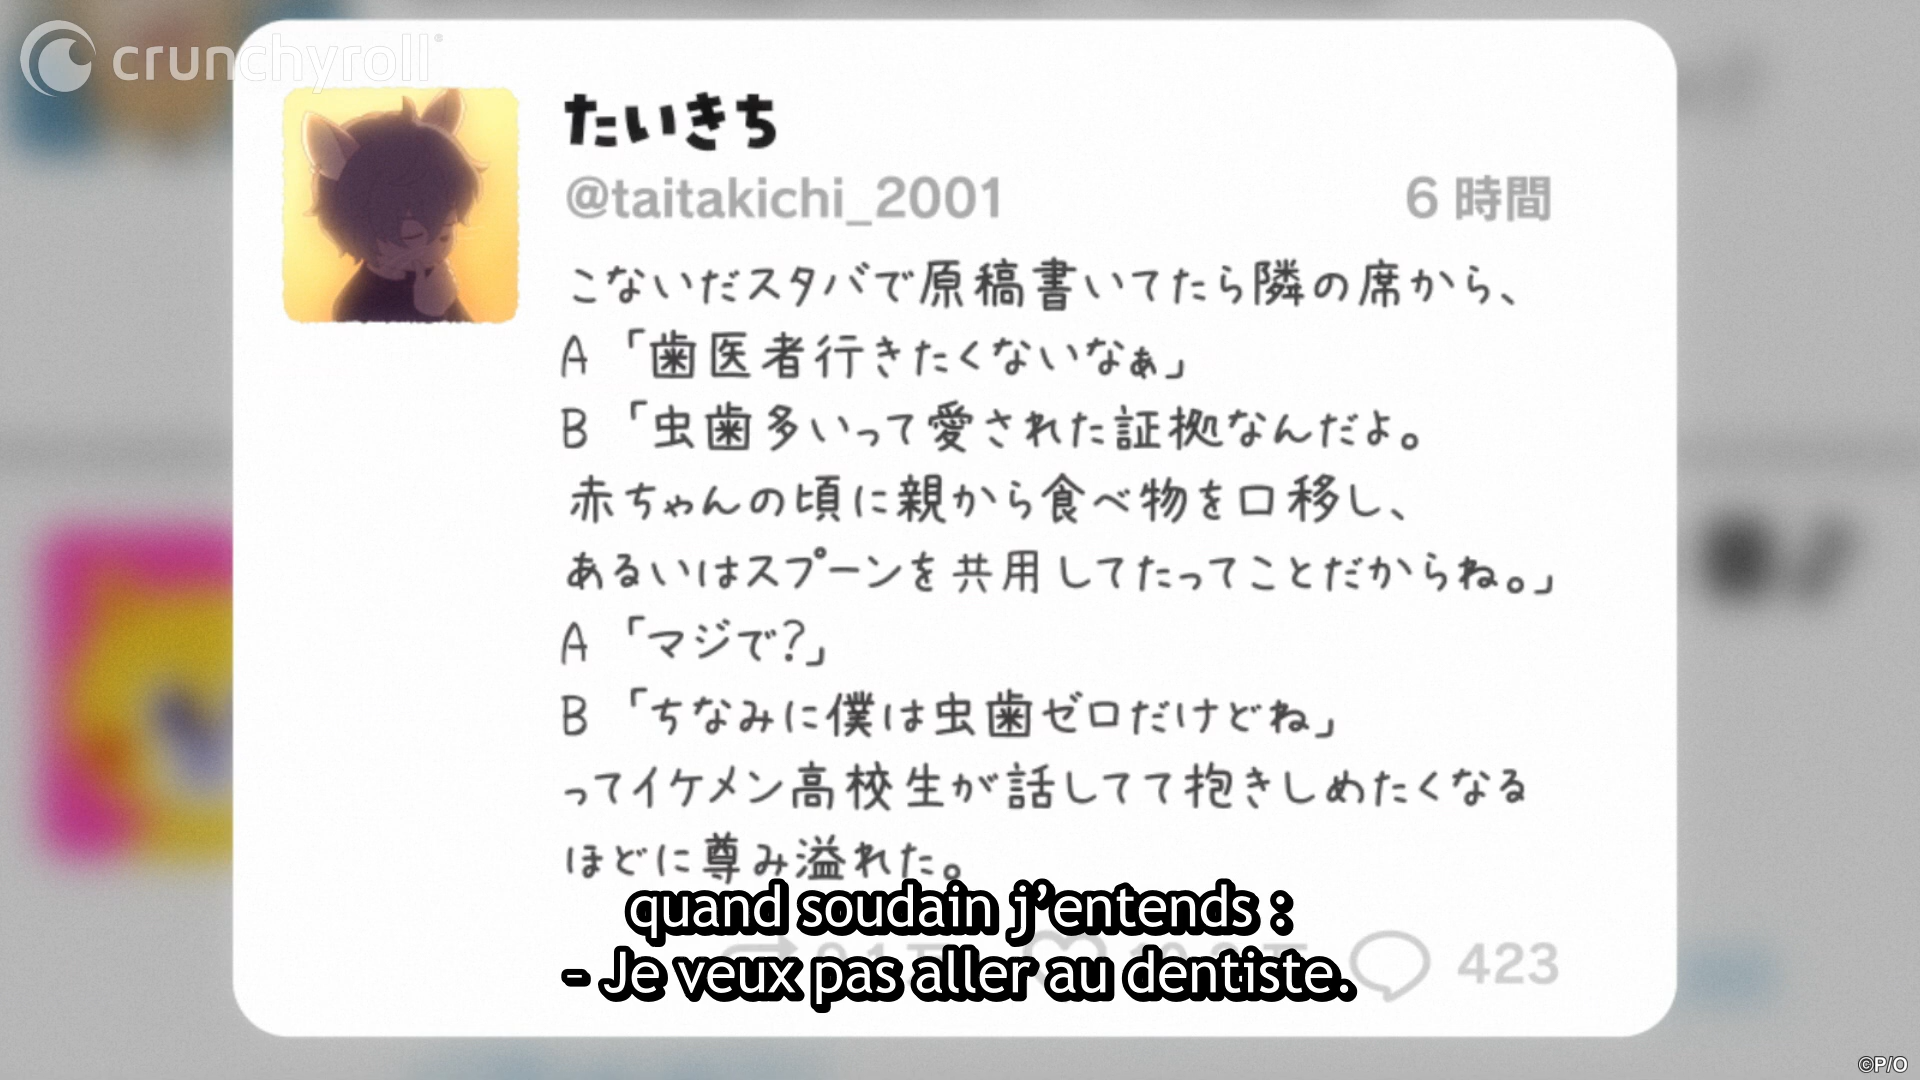 crunchyroll
たいきち
@taitakichi_2001
6 時間
こないだスタバで原稿書いてたら隣の席から、
A 「歯医者行きたくないなぁ」
B 「虫歯多いって愛された証拠なんだよ。
赤ちゃんの頃に親から食べ物を口移し、
あるいはスプーンを共用してたってことだからね。」
A 「マジで?」
B 「ちなみに僕は虫歯ゼロだけどね」
ってイケメン高校生が話してて抱きしめたくなる
ほどに尊み溢れた。
quand soudain j’entends :
- Je veux pas aller au dentiste.
423
©P/O